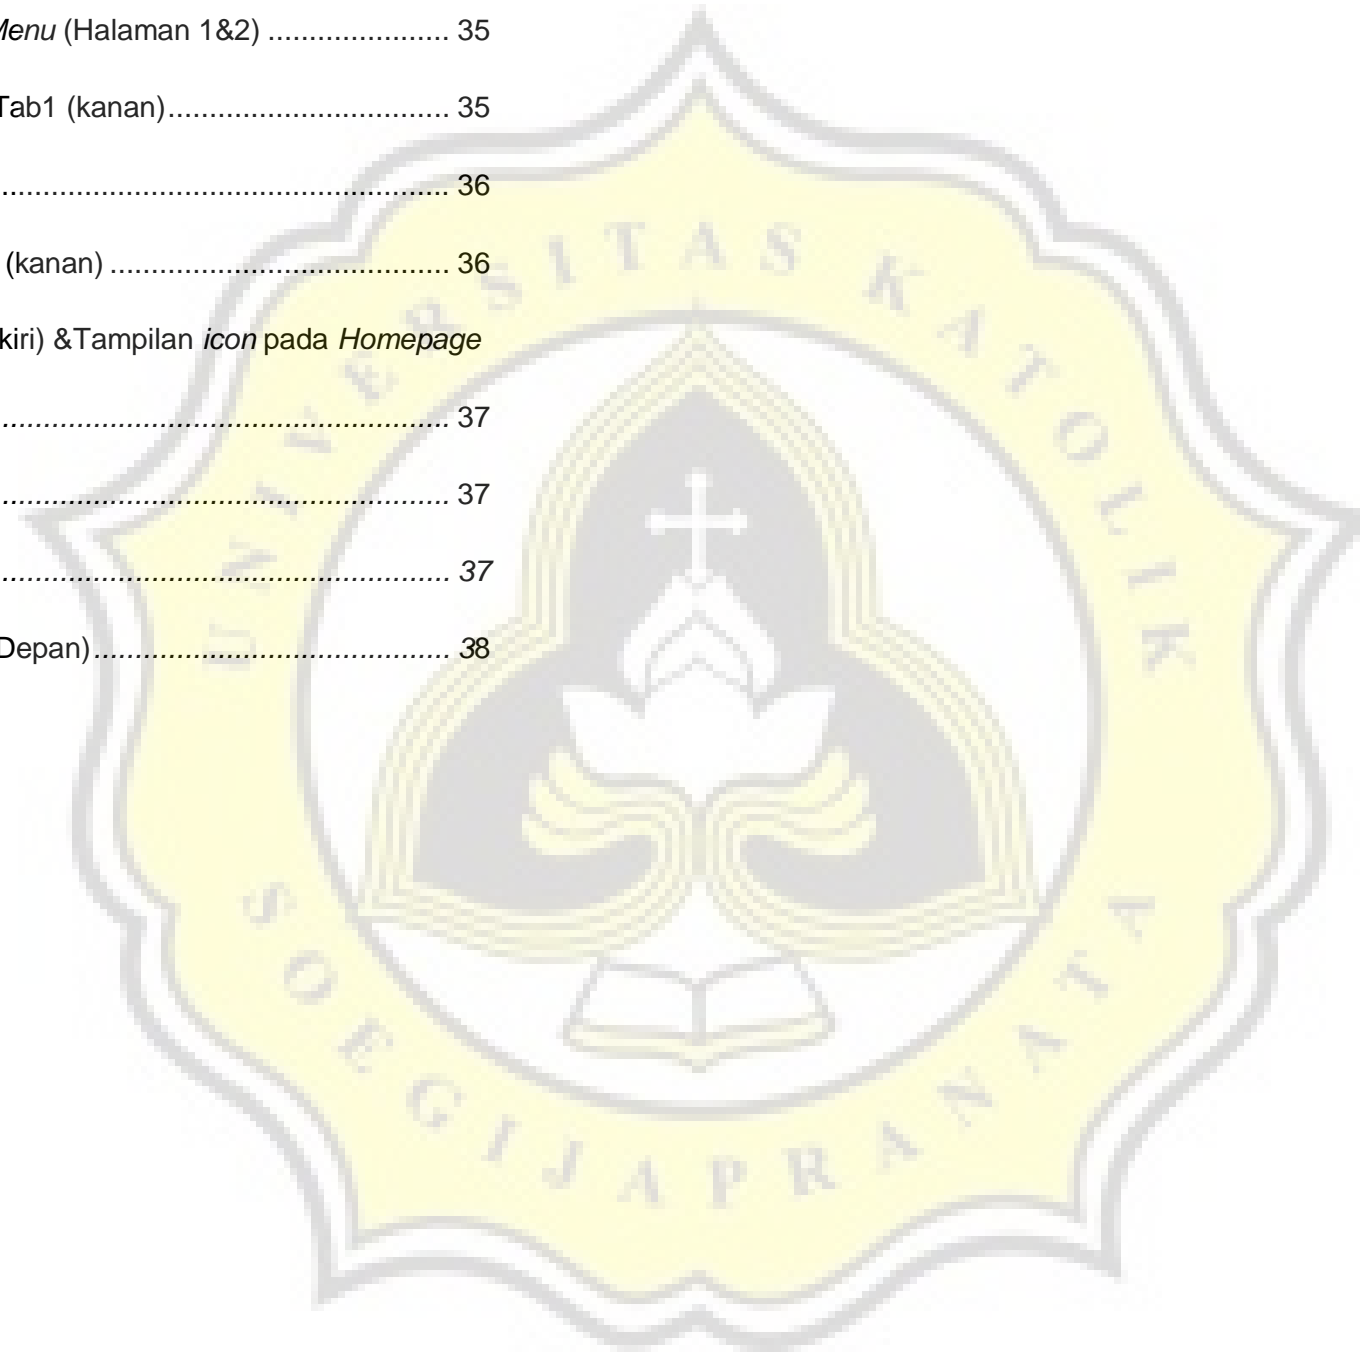 Menu (Halaman 1&2) ...................... 35
Tab1 (kanan).................................. 35
...................................................... 36
(kanan) ......................................... 36
kiri) &Tampilan icon pada Homepage
...................................................... 37
...................................................... 37
...................................................... 37
Depan)........................................... 38
UNIVERSITAS KATOLIK
SOEGIJAPRANATA